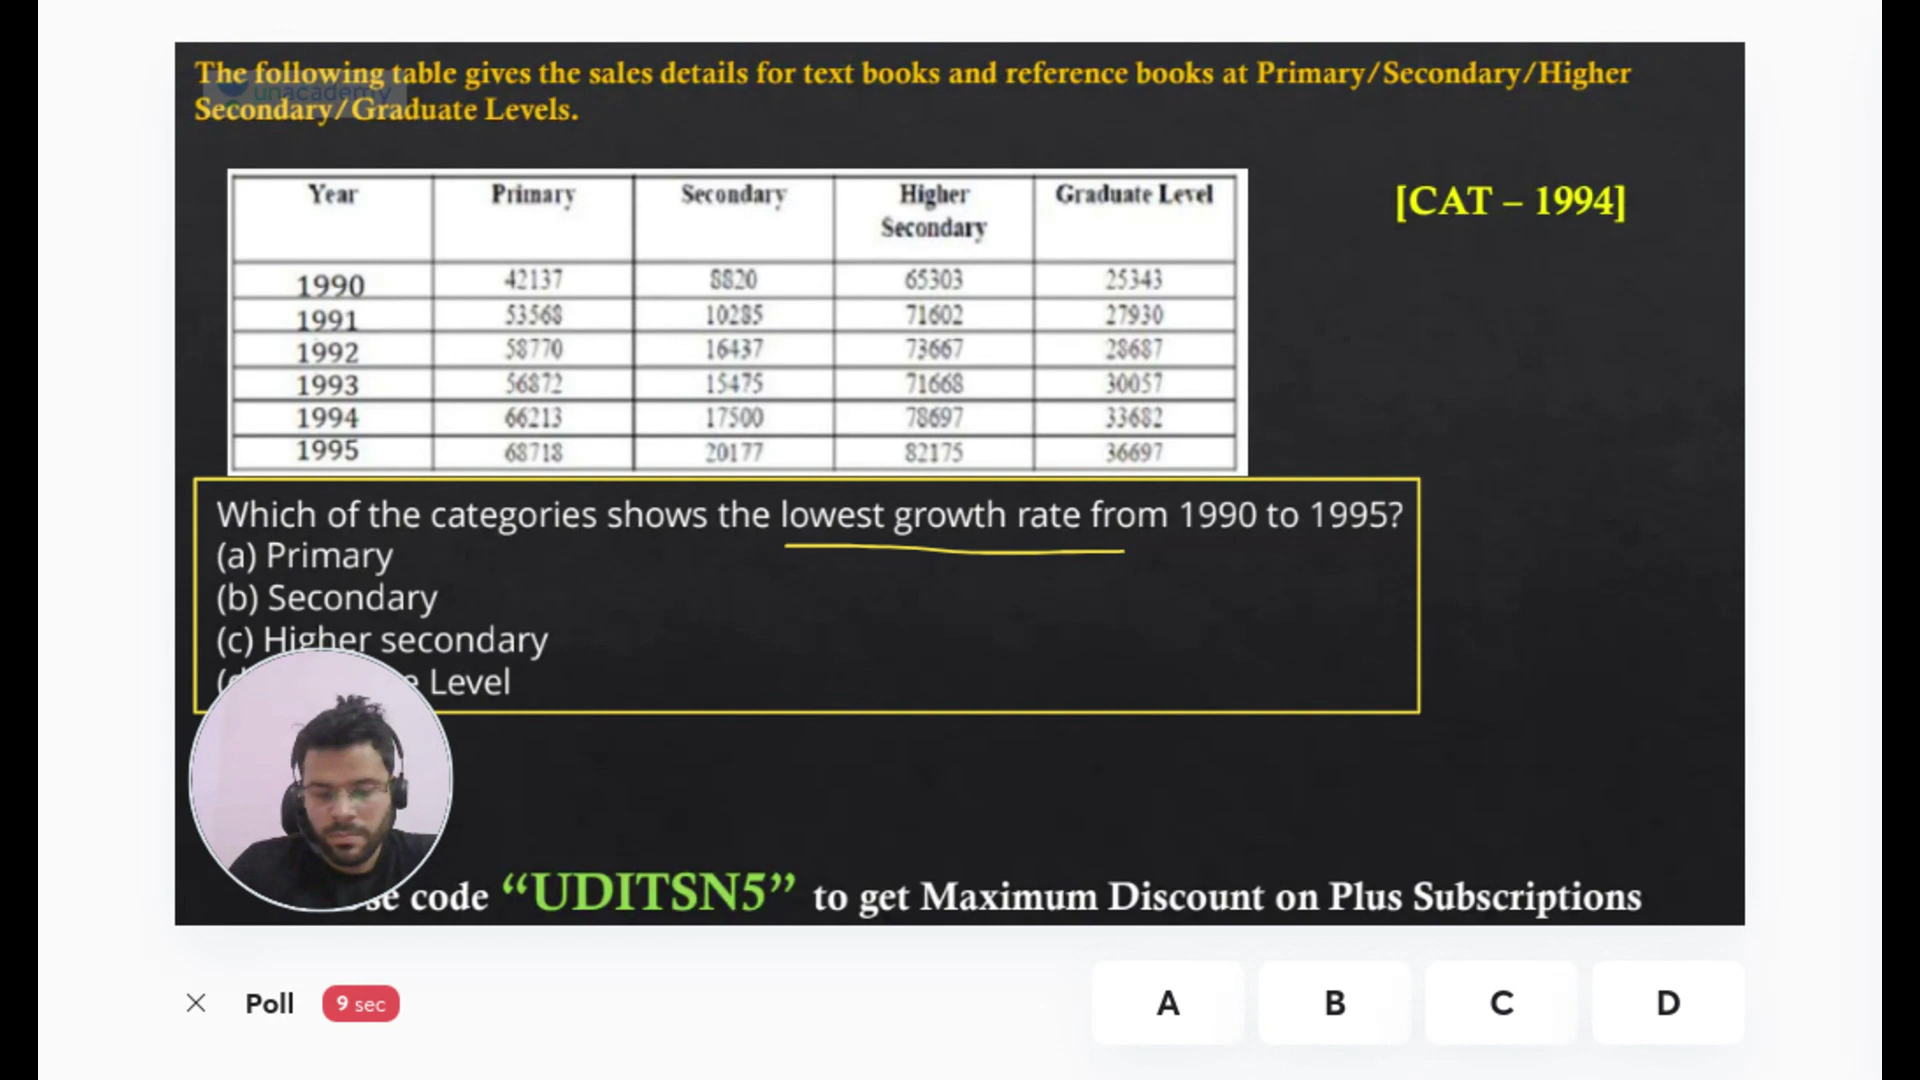 The following table gives the sales details for text books and reference books at Primary/Secondary/Higher
Secondary/Graduate Levels.
unacademy
[CAT – 1994]
Year Primary Secondary Higher Secondary Graduate Level
1990 42137 8820 65303 25343
1991 53568 10285 71602 27930
1992 58770 16437 73667 28687
1993 56872 15475 71668 30057
1994 66213 17500 78697 33682
1995 68718 20177 82175 36697
Which of the categories shows the lowest growth rate from 1990 to 1995?
(a) Primary
(b) Secondary
(c) Higher secondary
Level
code “UDITSN5” to get Maximum Discount on Plus Subscriptions
Poll 9 sec A B C D